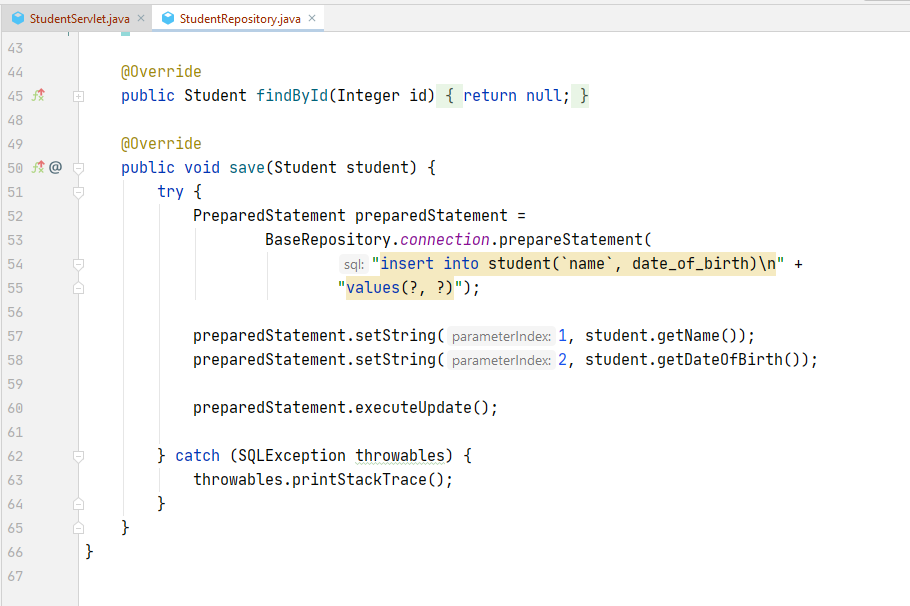 StudentServlet.java × StudentRepository.java ×
43
44 @Override
45 public Student findById(Integer id) { return null; }
48
49 @Override
50 @ public void save(Student student) {
51 try {
52 PreparedStatement preparedStatement =
53 BaseRepository.connection.prepareStatement(
54 sql: "insert into student(`name`, date_of_birth)\n" +
55 "values(?, ?)");
56
57 preparedStatement.setString( parameterIndex: 1, student.getName());
58 preparedStatement.setString( parameterIndex: 2, student.getDateOfBirth());
59
60 preparedStatement.executeUpdate();
61
62 } catch (SQLException throwables) {
63 throwables.printStackTrace();
64 }
65 }
66 }
67